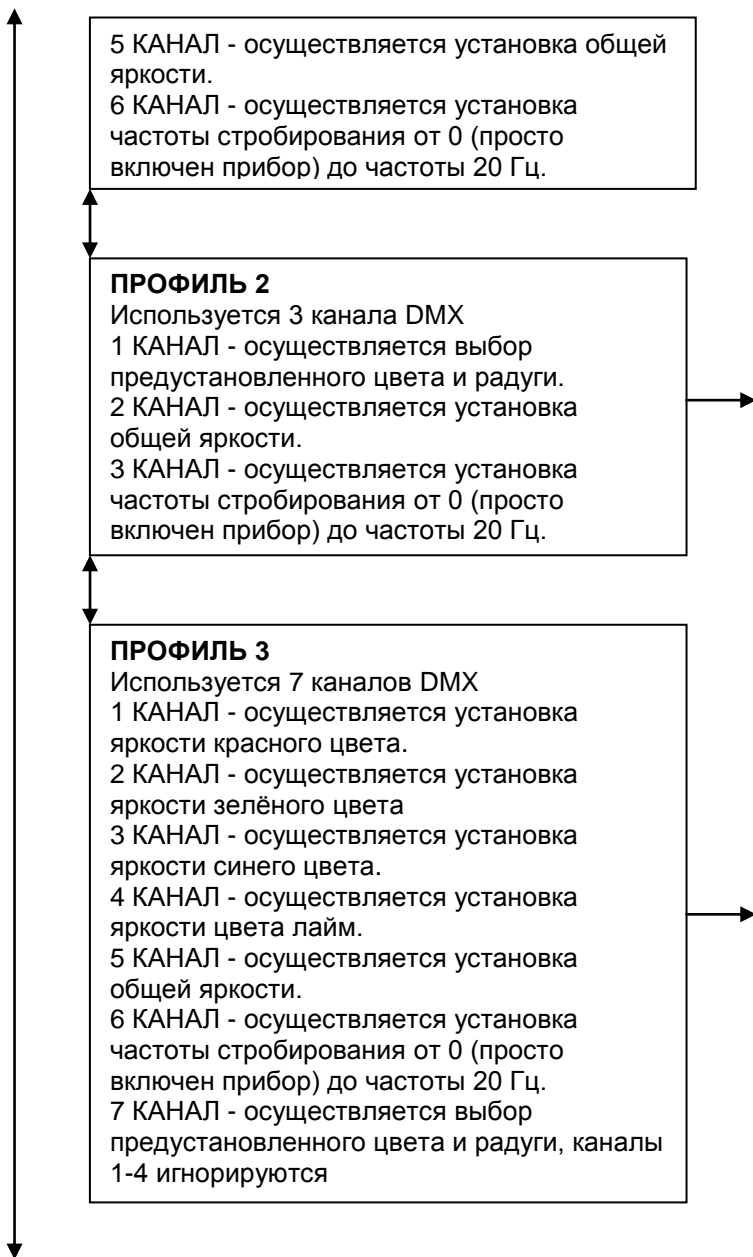 5 КАНАЛ - осуществляется установка общей
яркости.
6 КАНАЛ - осуществляется установка
частоты стробирования от 0 (просто
включен прибор) до частоты 20 Гц.
ПРОФИЛЬ 2
Используется 3 канала DMX
1 КАНАЛ - осуществляется выбор
предустановленного цвета и радуги.
2 КАНАЛ - осуществляется установка
общей яркости.
3 КАНАЛ - осуществляется установка
частоты стробирования от 0 (просто
включен прибор) до частоты 20 Гц.
ПРОФИЛЬ 3
Используется 7 каналов DMX
1 КАНАЛ - осуществляется установка
яркости красного цвета.
2 КАНАЛ - осуществляется установка
яркости зелёного цвета
3 КАНАЛ - осуществляется установка
яркости синего цвета.
4 КАНАЛ - осуществляется установка
яркости цвета лайм.
5 КАНАЛ - осуществляется установка
общей яркости.
6 КАНАЛ - осуществляется установка
частоты стробирования от 0 (просто
включен прибор) до частоты 20 Гц.
7 КАНАЛ - осуществляется выбор
предустановленного цвета и радуги, каналы
1-4 игнорируются